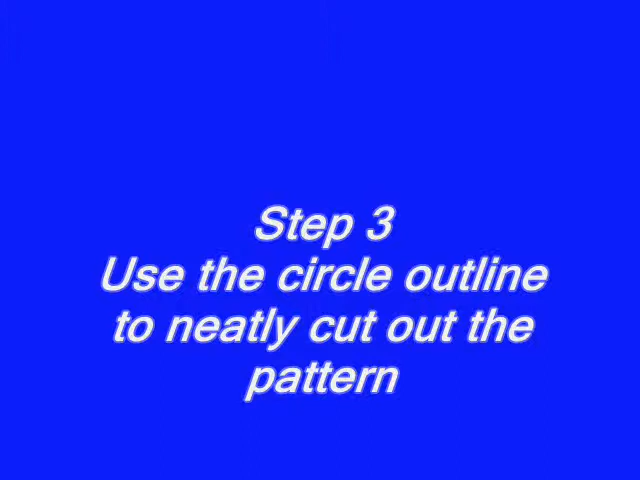 Step 3
Use the circle outline
to neatly cut out the
pattern